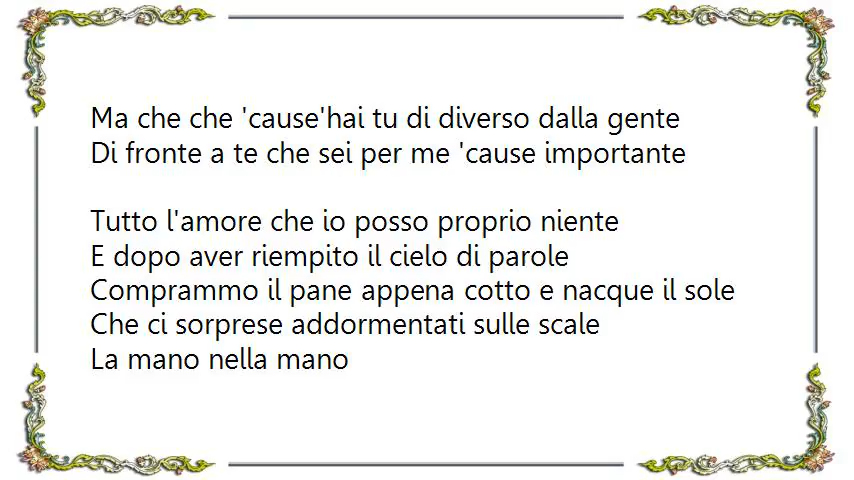 Ma che che 'cause'hai tu di diverso dalla gente
Di fronte a te che sei per me 'cause importante
Tutto l'amore che io posso proprio niente
E dopo aver riempito il cielo di parole
Comprammo il pane appena cotto e nacque il sole
Che ci sorprese addormentati sulle scale
La mano nella mano